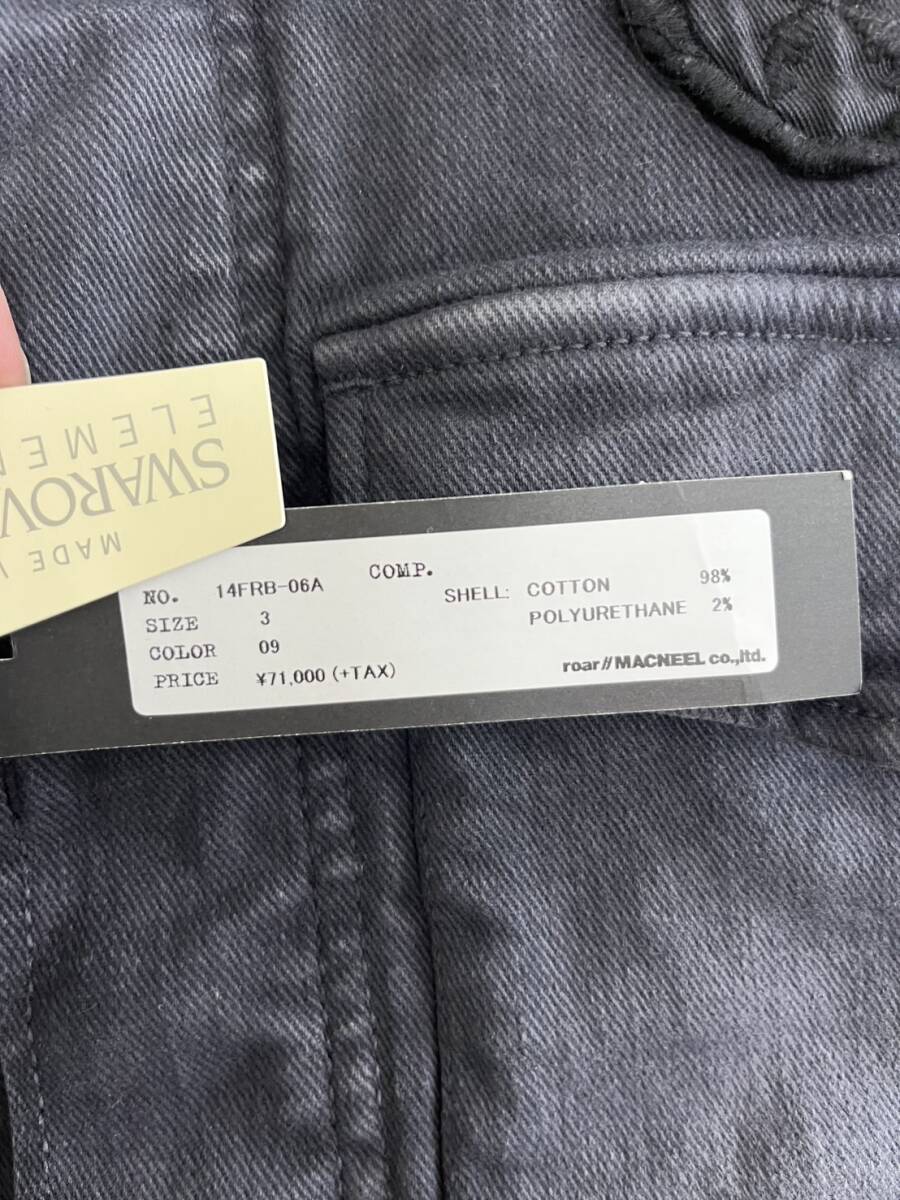 MADE
SWAROV
ELEME
NO. 14FRB-06A
SIZE 3
COLOR 09
PRICE ¥71,000 (+TAX)
COMP.
SHELL: COTTON 98%
POLYURETHANE 2%
roar//MACNEEL co.,ltd.